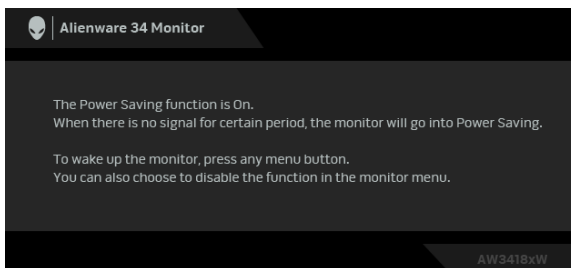 Alienware 34 Monitor
The Power Saving function is On.
When there is no signal for certain period, the monitor will go into Power Saving.
To wake up the monitor, press any menu button.
You can also choose to disable the function in the monitor menu.
AW3418xW